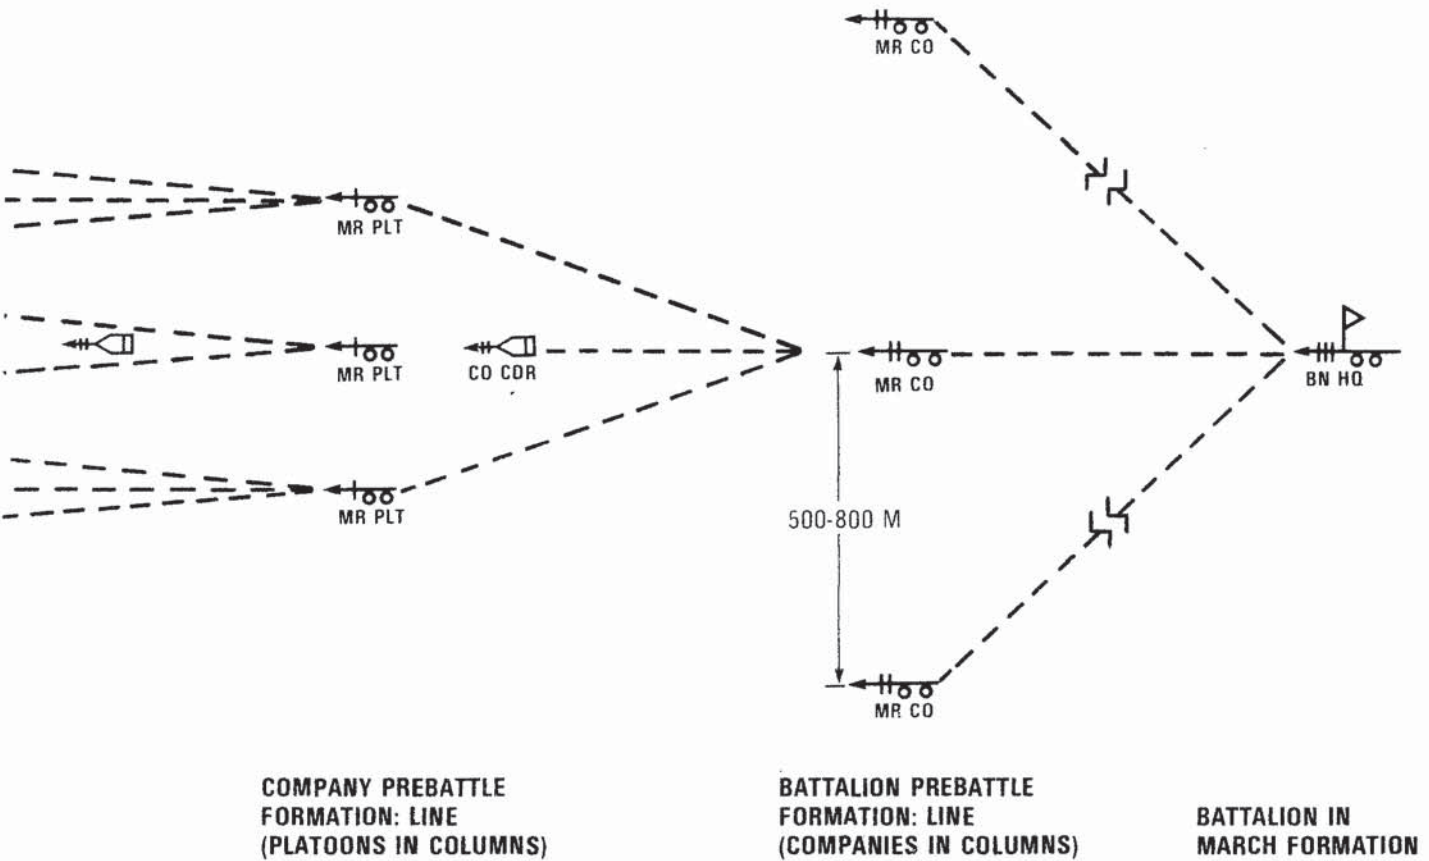 MR CO
MR PLT
MR PLT
CO CDR
MR CO
BN HQ
MR PLT
500-800 M
MR CO
COMPANY PREBATTLE
FORMATION: LINE
(PLATOONS IN COLUMNS)
BATTALION PREBATTLE
FORMATION: LINE
(COMPANIES IN COLUMNS)
BATTALION IN
MARCH FORMATION